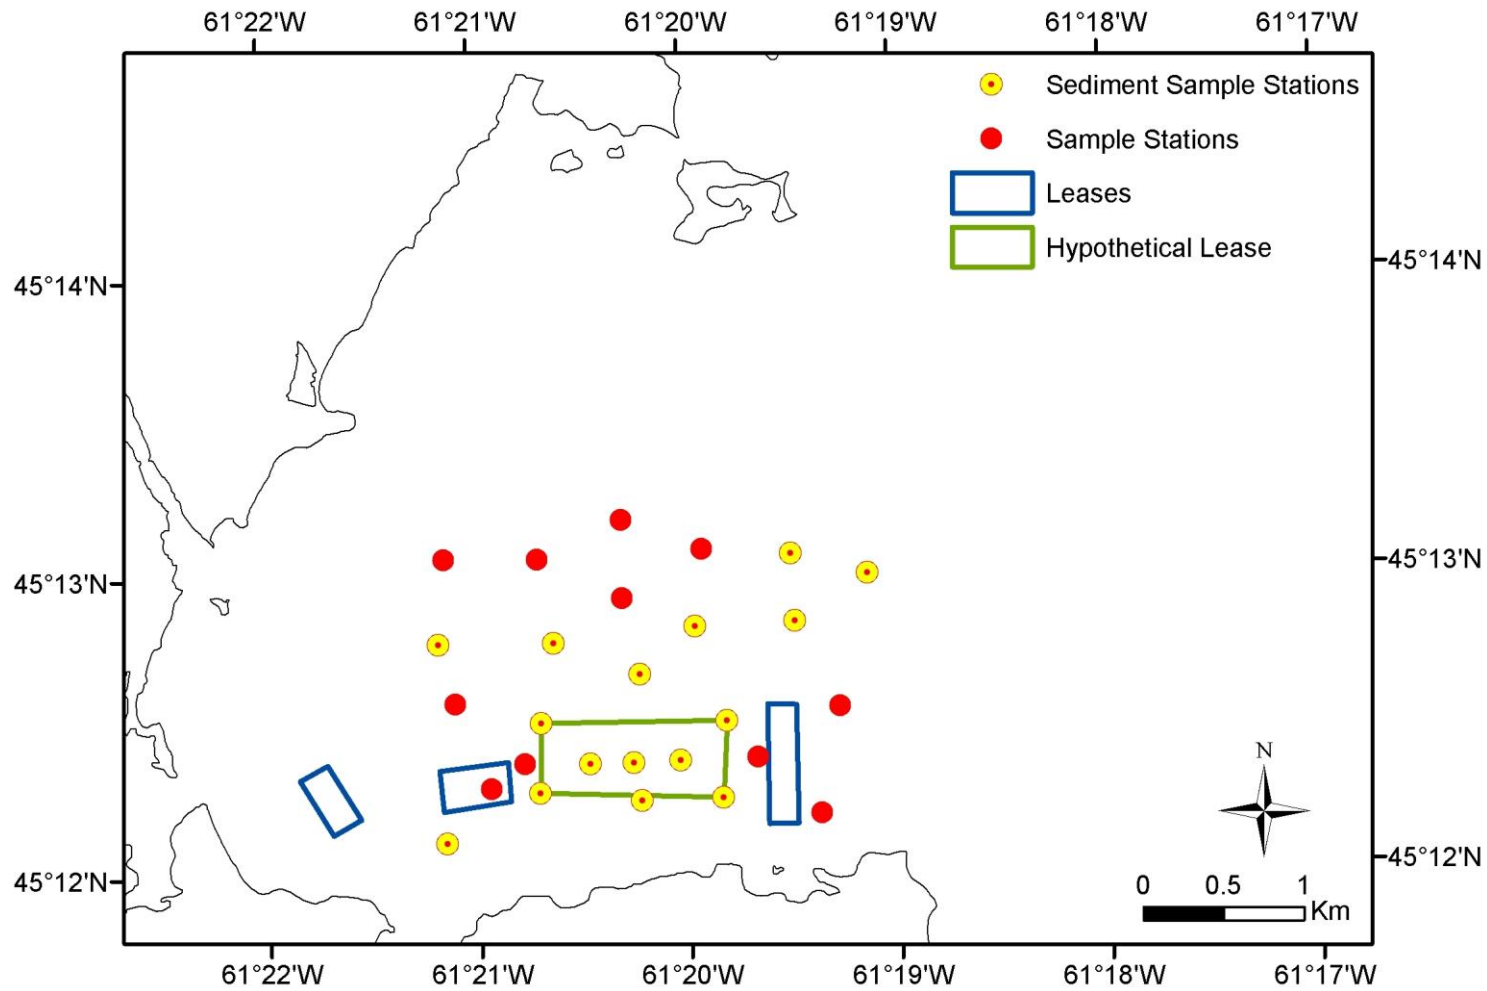 61°22'W 61°21'W 61°20'W 61°19'W 61°18'W 61°17'W
Sediment Sample Stations
Sample Stations
Leases
Hypothetical Lease
45°14'N
45°14'N
45°13'N
45°13'N
N
45°12'N
45°12'N
0 0.5 1
Km
61°22'W 61°21'W 61°20'W 61°19'W 61°18'W 61°17'W